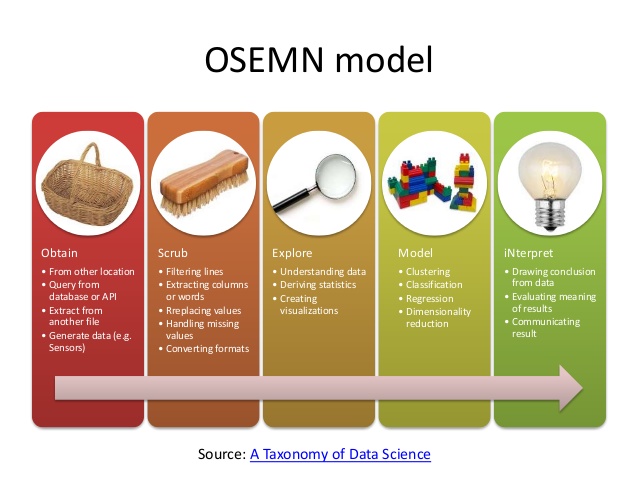 OSEMN model
Obtain
• From other location
• Query from
database or API
• Extract from
another file
• Generate data (e.g.
Sensors)
Scrub
• Filtering lines
• Extracting columns
or words
• Rreplacing values
• Handling missing
values
• Converting formats
Explore
• Understanding data
• Deriving statistics
• Creating
visualizations
Model
• Clustering
• Classification
• Regression
• Dimensionality
reduction
iNterpret
• Drawing conclusion
from data
• Evaluating meaning
of results
• Communicating
result
Source: A Taxonomy of Data Science